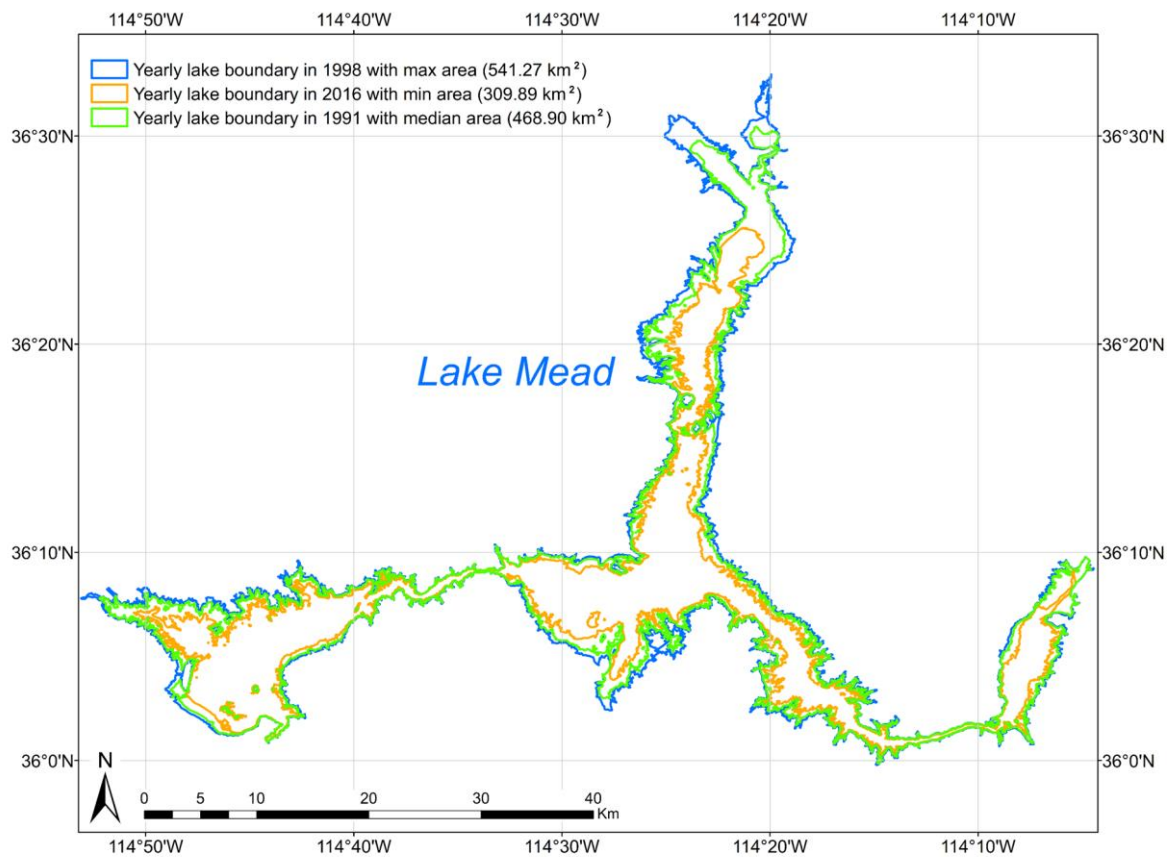 114°50'W 114°40'W 114°30'W 114°20'W 114°10'W
Yearly lake boundary in 1998 with max area (541.27 km²)
Yearly lake boundary in 2016 with min area (309.89 km²)
Yearly lake boundary in 1991 with median area (468.90 km²)
36°30'N 36°30'N
36°20'N 36°20'N
Lake Mead
36°10'N 36°10'N
36°0'N 36°0'N
N
0 5 10 20 30 40
Km
114°50'W 114°40'W 114°30'W 114°20'W 114°10'W